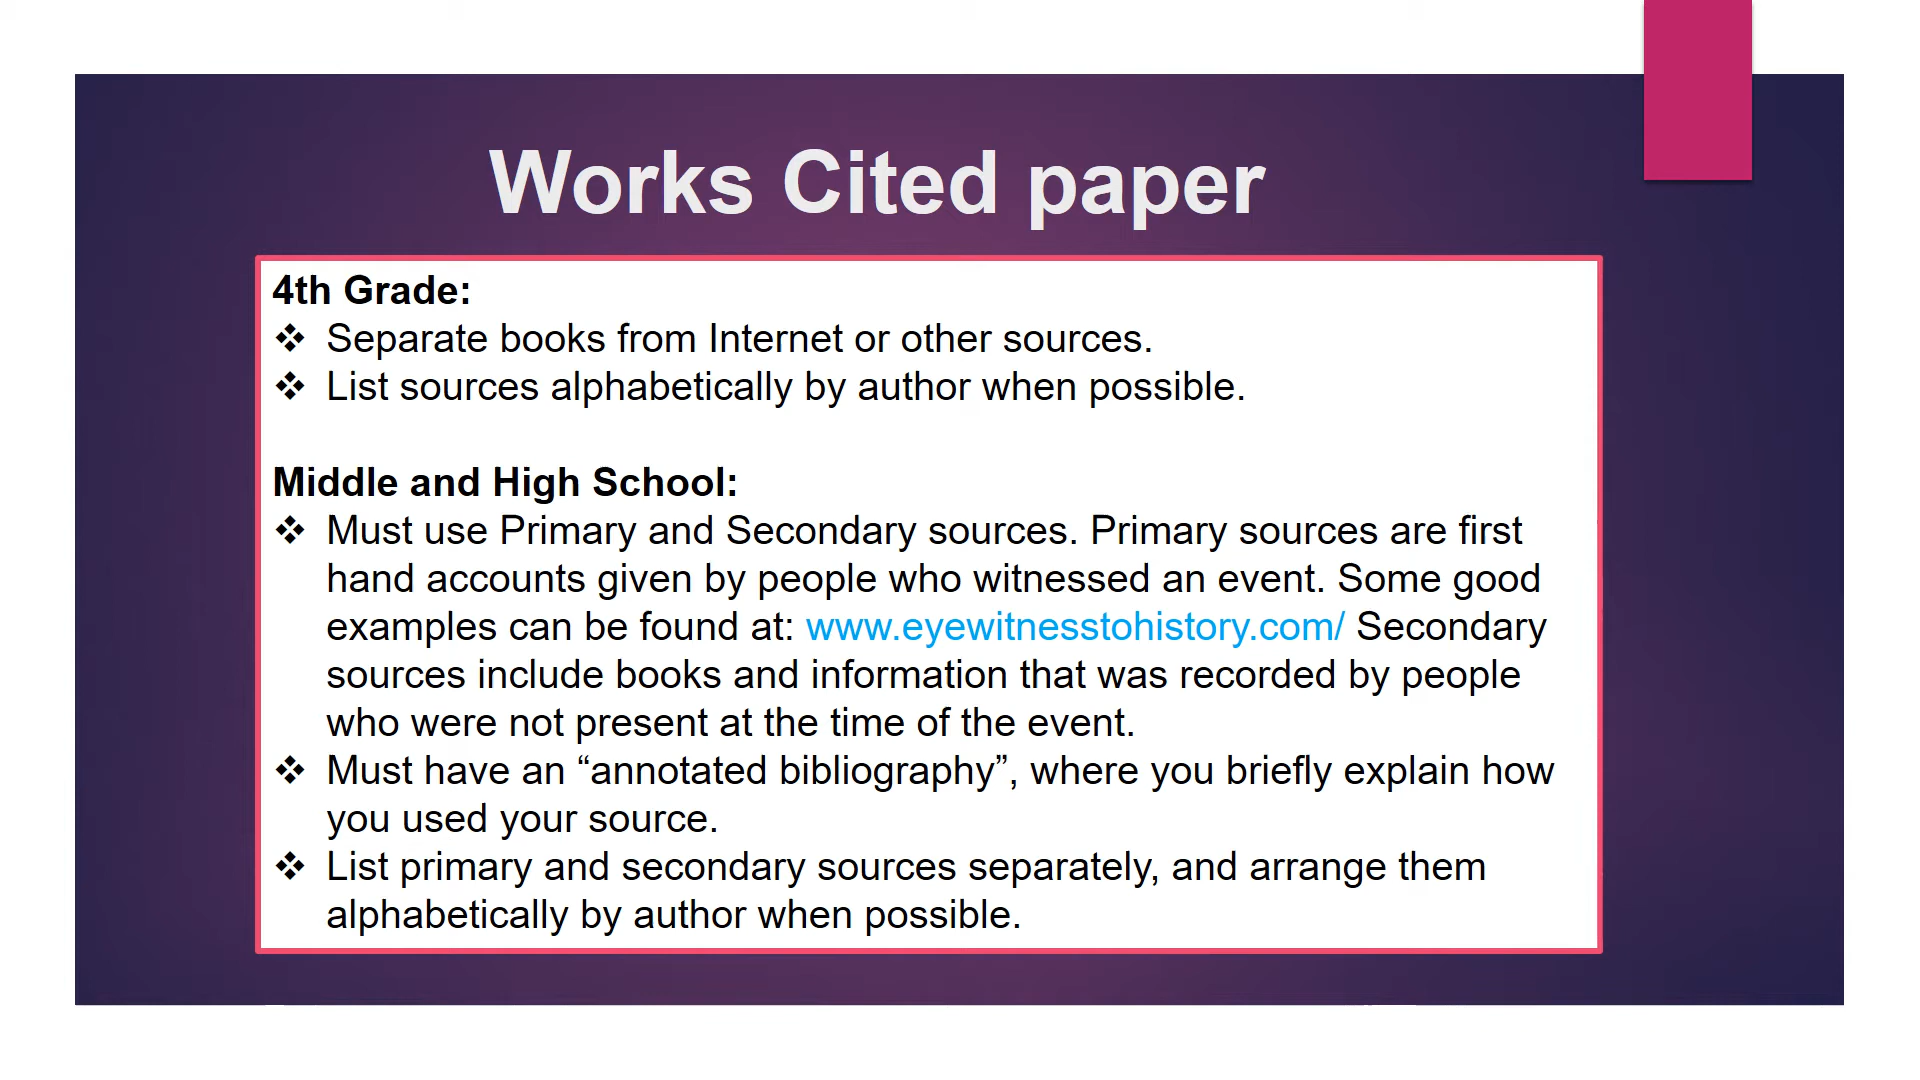 Works Cited paper
4th Grade:
❖ Separate books from Internet or other sources.
❖ List sources alphabetically by author when possible.
Middle and High School:
❖ Must use Primary and Secondary sources. Primary sources are first
hand accounts given by people who witnessed an event. Some good
examples can be found at: www.eyewitnesstohistory.com/ Secondary
sources include books and information that was recorded by people
who were not present at the time of the event.
❖ Must have an “annotated bibliography”, where you briefly explain how
you used your source.
❖ List primary and secondary sources separately, and arrange them
alphabetically by author when possible.